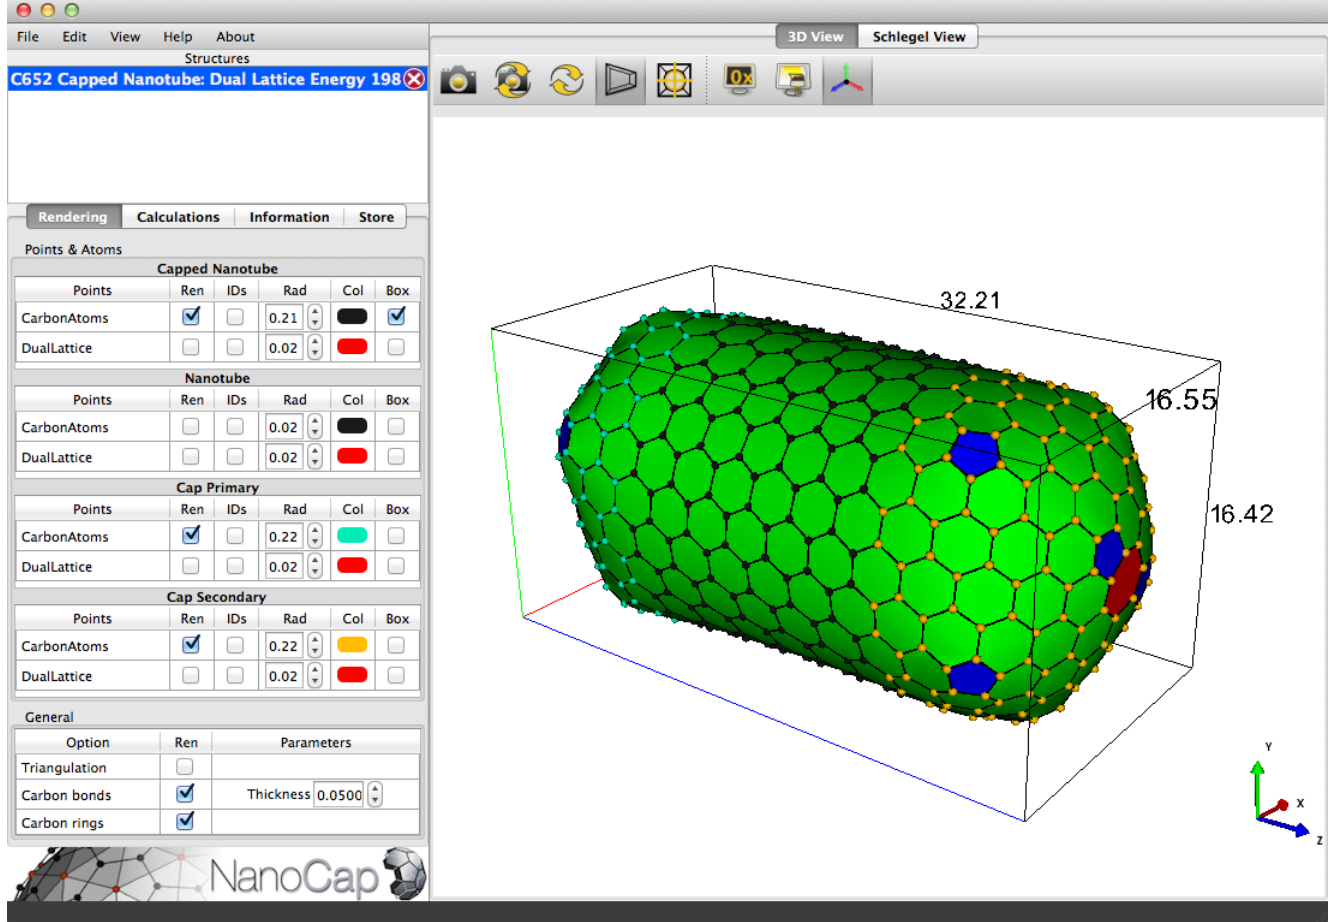 File Edit View Help About
Structures
C652 Capped Nanotube: Dual Lattice Energy 198
Rendering Calculations Information Store
Points & Atoms
Capped Nanotube
Points Ren IDs Rad Col Box
CarbonAtoms 0.21
DualLattice 0.02
Nanotube
Points Ren IDs Rad Col Box
CarbonAtoms 0.02
DualLattice 0.02
Cap Primary
Points Ren IDs Rad Col Box
CarbonAtoms 0.22
DualLattice 0.02
Cap Secondary
Points Ren IDs Rad Col Box
CarbonAtoms 0.22
DualLattice 0.02
General
Option Ren Parameters
Triangulation
Carbon bonds Thickness 0.0500
Carbon rings
NanoCap
3D View Schlegel View
0x
32.21
16.55
16.42
Y
X
Z